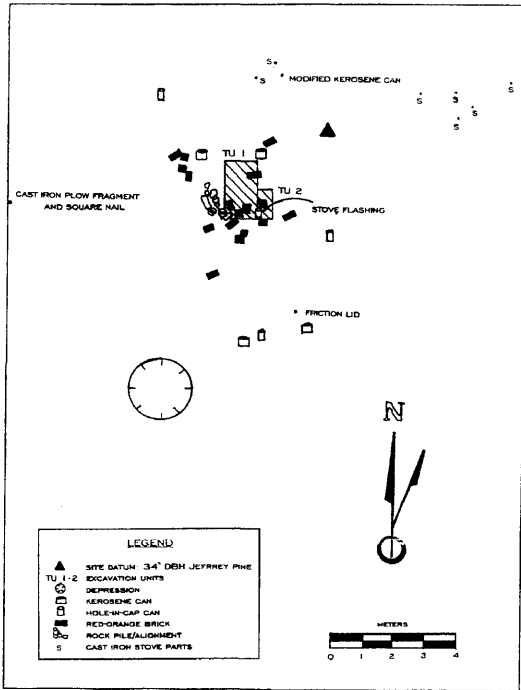 S
S
MODIFIED KEROSENE CAN
S
S
S
S
S
TU 1
TU 2
CAST IRON PLOW FRAGMENT
AND SQUARE NAIL
STOVE FLASHING
FRICTION LID
N
LEGEND
SITE DATUM: 34" DBH JEFFREY PINE
TU 1-2 EXCAVATION UNITS
DEPRESSION
KEROSENE CAN
HOLE-IN-CAP CAN
RED-ORANGE BRICK
ROCK PILE/ALIGNMENT
S CAST IRON STOVE PARTS
METERS
0 1 2 3 4